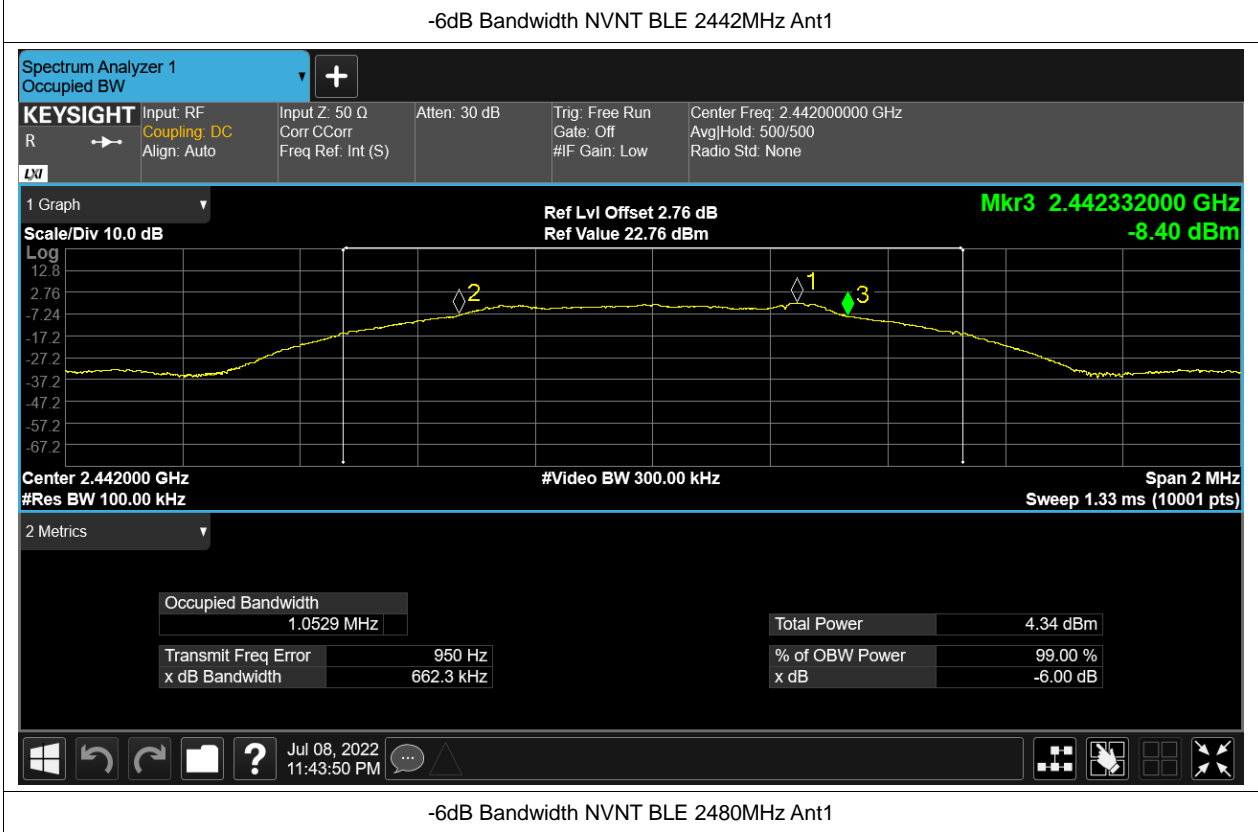 -6dB Bandwidth NVNT BLE 2442MHz Ant1
Spectrum Analyzer 1
Occupied BW
KEYSIGHT
R
LXI
Input: RF
Coupling: DC
Align: Auto
Input Z: 50 Ω
Corr CCorr
Freq Ref: Int (S)
Atten: 30 dB
Trig: Free Run
Gate: Off
#IF Gain: Low
Center Freq: 2.442000000 GHz
Avg|Hold: 500/500
Radio Std: None
1 Graph
Scale/Div 10.0 dB
Ref Lvl Offset 2.76 dB
Ref Value 22.76 dBm
Mkr3 2.442332000 GHz
-8.40 dBm
Log
12.8
2.76
-7.24
-17.2
-27.2
-37.2
-47.2
-57.2
-67.2
2
1
3
Center 2.442000 GHz
#Res BW 100.00 kHz
#Video BW 300.00 kHz
Span 2 MHz
Sweep 1.33 ms (10001 pts)
2 Metrics
Occupied Bandwidth
1.0529 MHz
Transmit Freq Error 950 Hz
x dB Bandwidth 662.3 kHz
Total Power 4.34 dBm
% of OBW Power 99.00 %
x dB -6.00 dB
?
Jul 08, 2022
11:43:50 PM
-6dB Bandwidth NVNT BLE 2480MHz Ant1